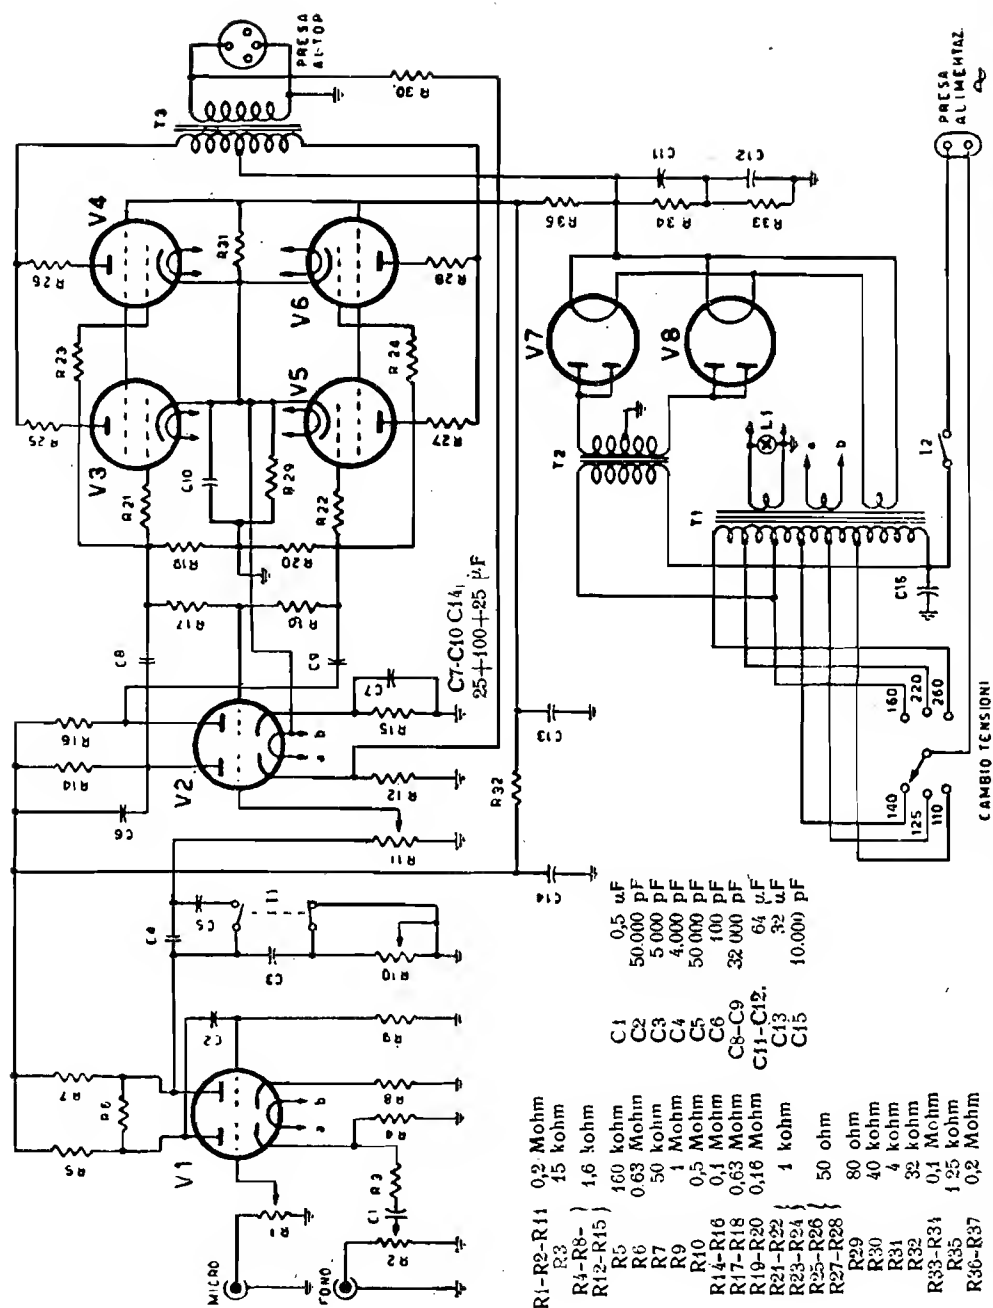 PRESA
ALTOP
T3
R30
V4
R26
R31
C11
C12
R35
R34
R33
V6
R28
PRESA
ALIMENTAZ.
R23
R24
V7
V8
R25
V3
R21
C10
R29
V5
R27
R22
T2
L1
a
b
I2
T1
R19
R20
R17
C8
C9
C15
C7-C10 C14,
25+100+25 µF
R16
R14
C6
V2
C7
R15
b
a
R12
R11
C13
R32
C14
160
220
260
140
125
110
CAMBIO TENSIONI
C4
C5
I1
C3
R10
R7
R6
R5
C2
V1
b
a
R9
R8
R4
R3
C1
R1
R2
MICRO
FONO
C1 0,5 µF
C2 50.000 pF
C3 5 000 pF
C4 4.000 pF
C5 50 000 pF
C6 100 pF
C8-C9 32 000 pF
C11-C12. 64 µF
C13 32 µF
C15 10.000 pF
R1-R2-R11 0,2 Mohm
R3 15 kohm
R4-R8-
R12-R15 } 1,6 kohm
R5 160 kohm
R6 0.63 Mohm
R7 50 kohm
R9 1 Mohm
R10 0,5 Mohm
R14-R16 0,1 Mohm
R17-R18 0,63 Mohm
R19-R20 0,16 Mohm
R21-R22
R23-R24 } 1 kohm
R25-R26
R27-R28 } 50 ohm
R29 80 ohm
R30 40 kohm
R31 4 kohm
R32 32 kohm
R33-R34 0,1 Mohm
R35 1 25 kohm
R36-R37 0,2 Mohm